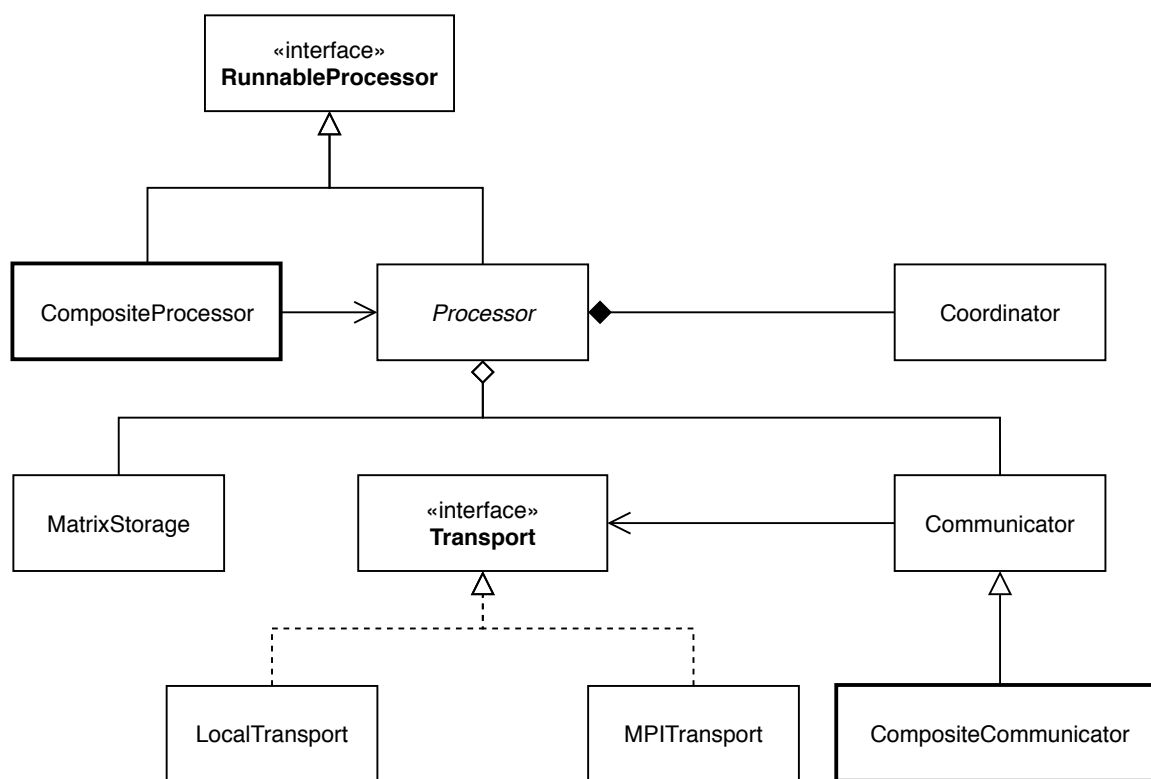 «interface»
RunnableProcessor
CompositeProcessor
Processor
Coordinator
MatrixStorage
«interface»
Transport
Communicator
LocalTransport
MPITransport
CompositeCommunicator